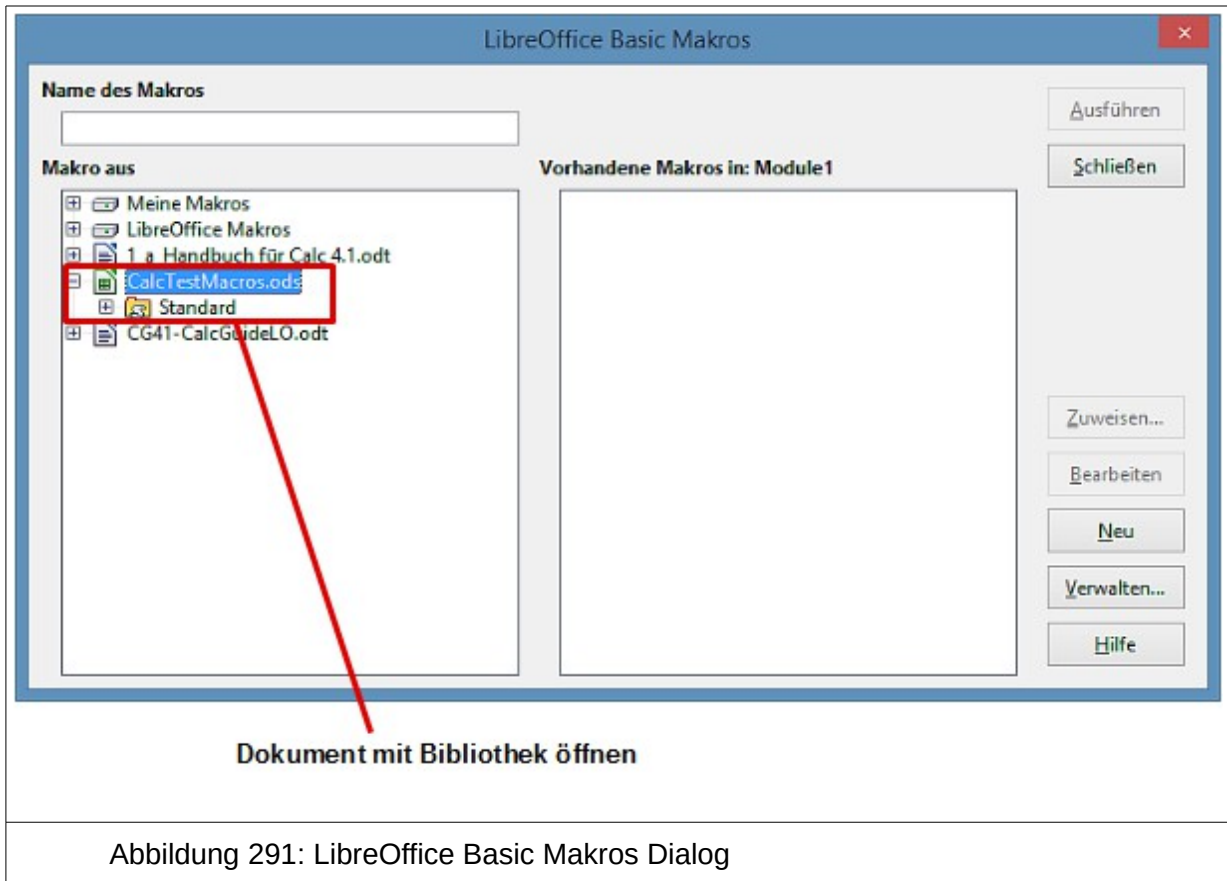 LibreOffice Basic Makros
Name des Makros
Ausführen
Makro aus
Vorhandene Makros in: Module1
Schließen
Meine Makros
LibreOffice Makros
1_a_Handbuch für Calc 4.1.odt
CalcTestMacros.ods
Standard
CG41-CalcGuideLO.odt
Zuweisen...
Bearbeiten
Neu
Verwalten...
Hilfe
Dokument mit Bibliothek öffnen
Abbildung 291: LibreOffice Basic Makros Dialog